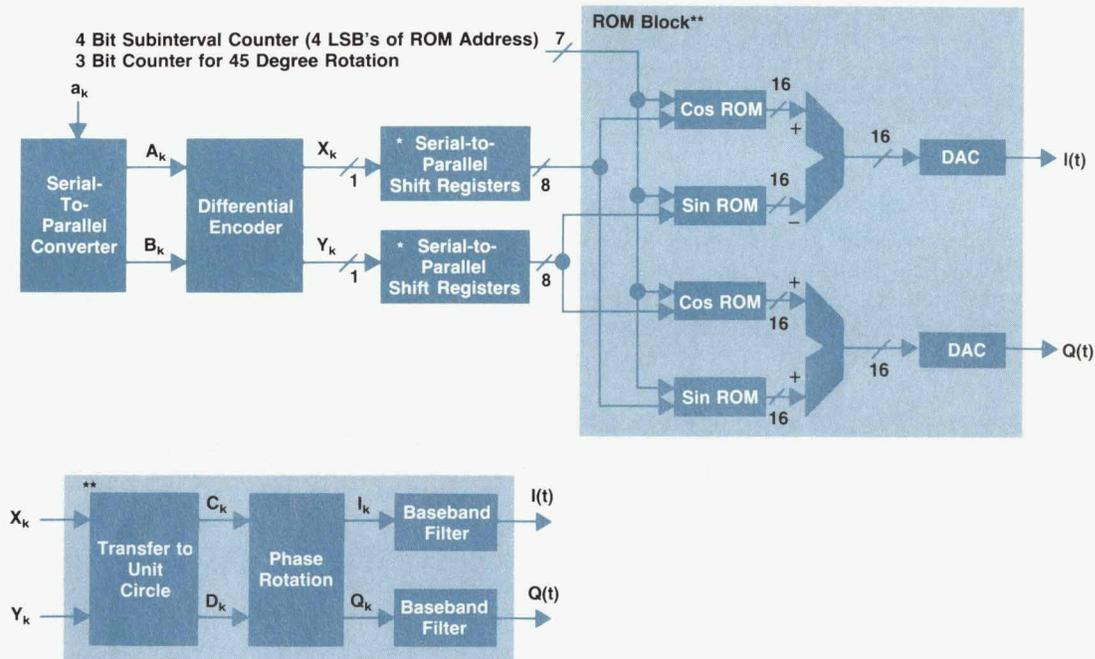 ROM Block**
4 Bit Subinterval Counter (4 LSB's of ROM Address) 7
3 Bit Counter for 45 Degree Rotation
a_k
Serial-
To-
Parallel
Converter
A_k
B_k
Differential
Encoder
X_k
1
Y_k
1
* Serial-to-
Parallel
Shift Registers
8
* Serial-to-
Parallel
Shift Registers
8
Cos ROM
16
+
Sin ROM
16
−
16
DAC
I(t)
Cos ROM
+
16
Sin ROM
+
16
16
DAC
Q(t)
**
X_k
Y_k
Transfer to
Unit
Circle
C_k
D_k
Phase
Rotation
I_k
Q_k
Baseband
Filter
I(t)
Baseband
Filter
Q(t)